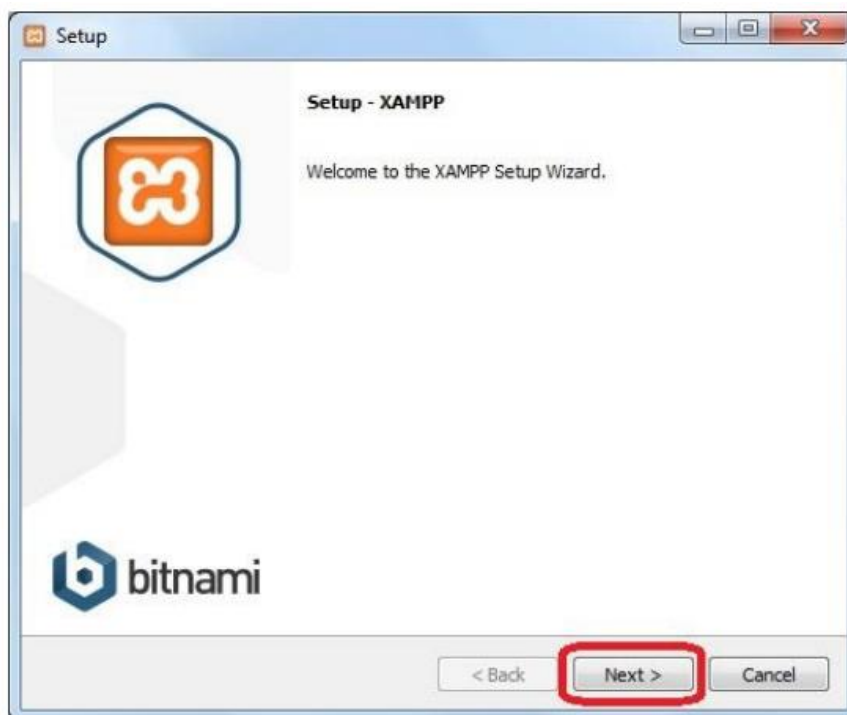 Setup
Setup - XAMPP
Welcome to the XAMPP Setup Wizard.
bitnami
< Back
Next >
Cancel